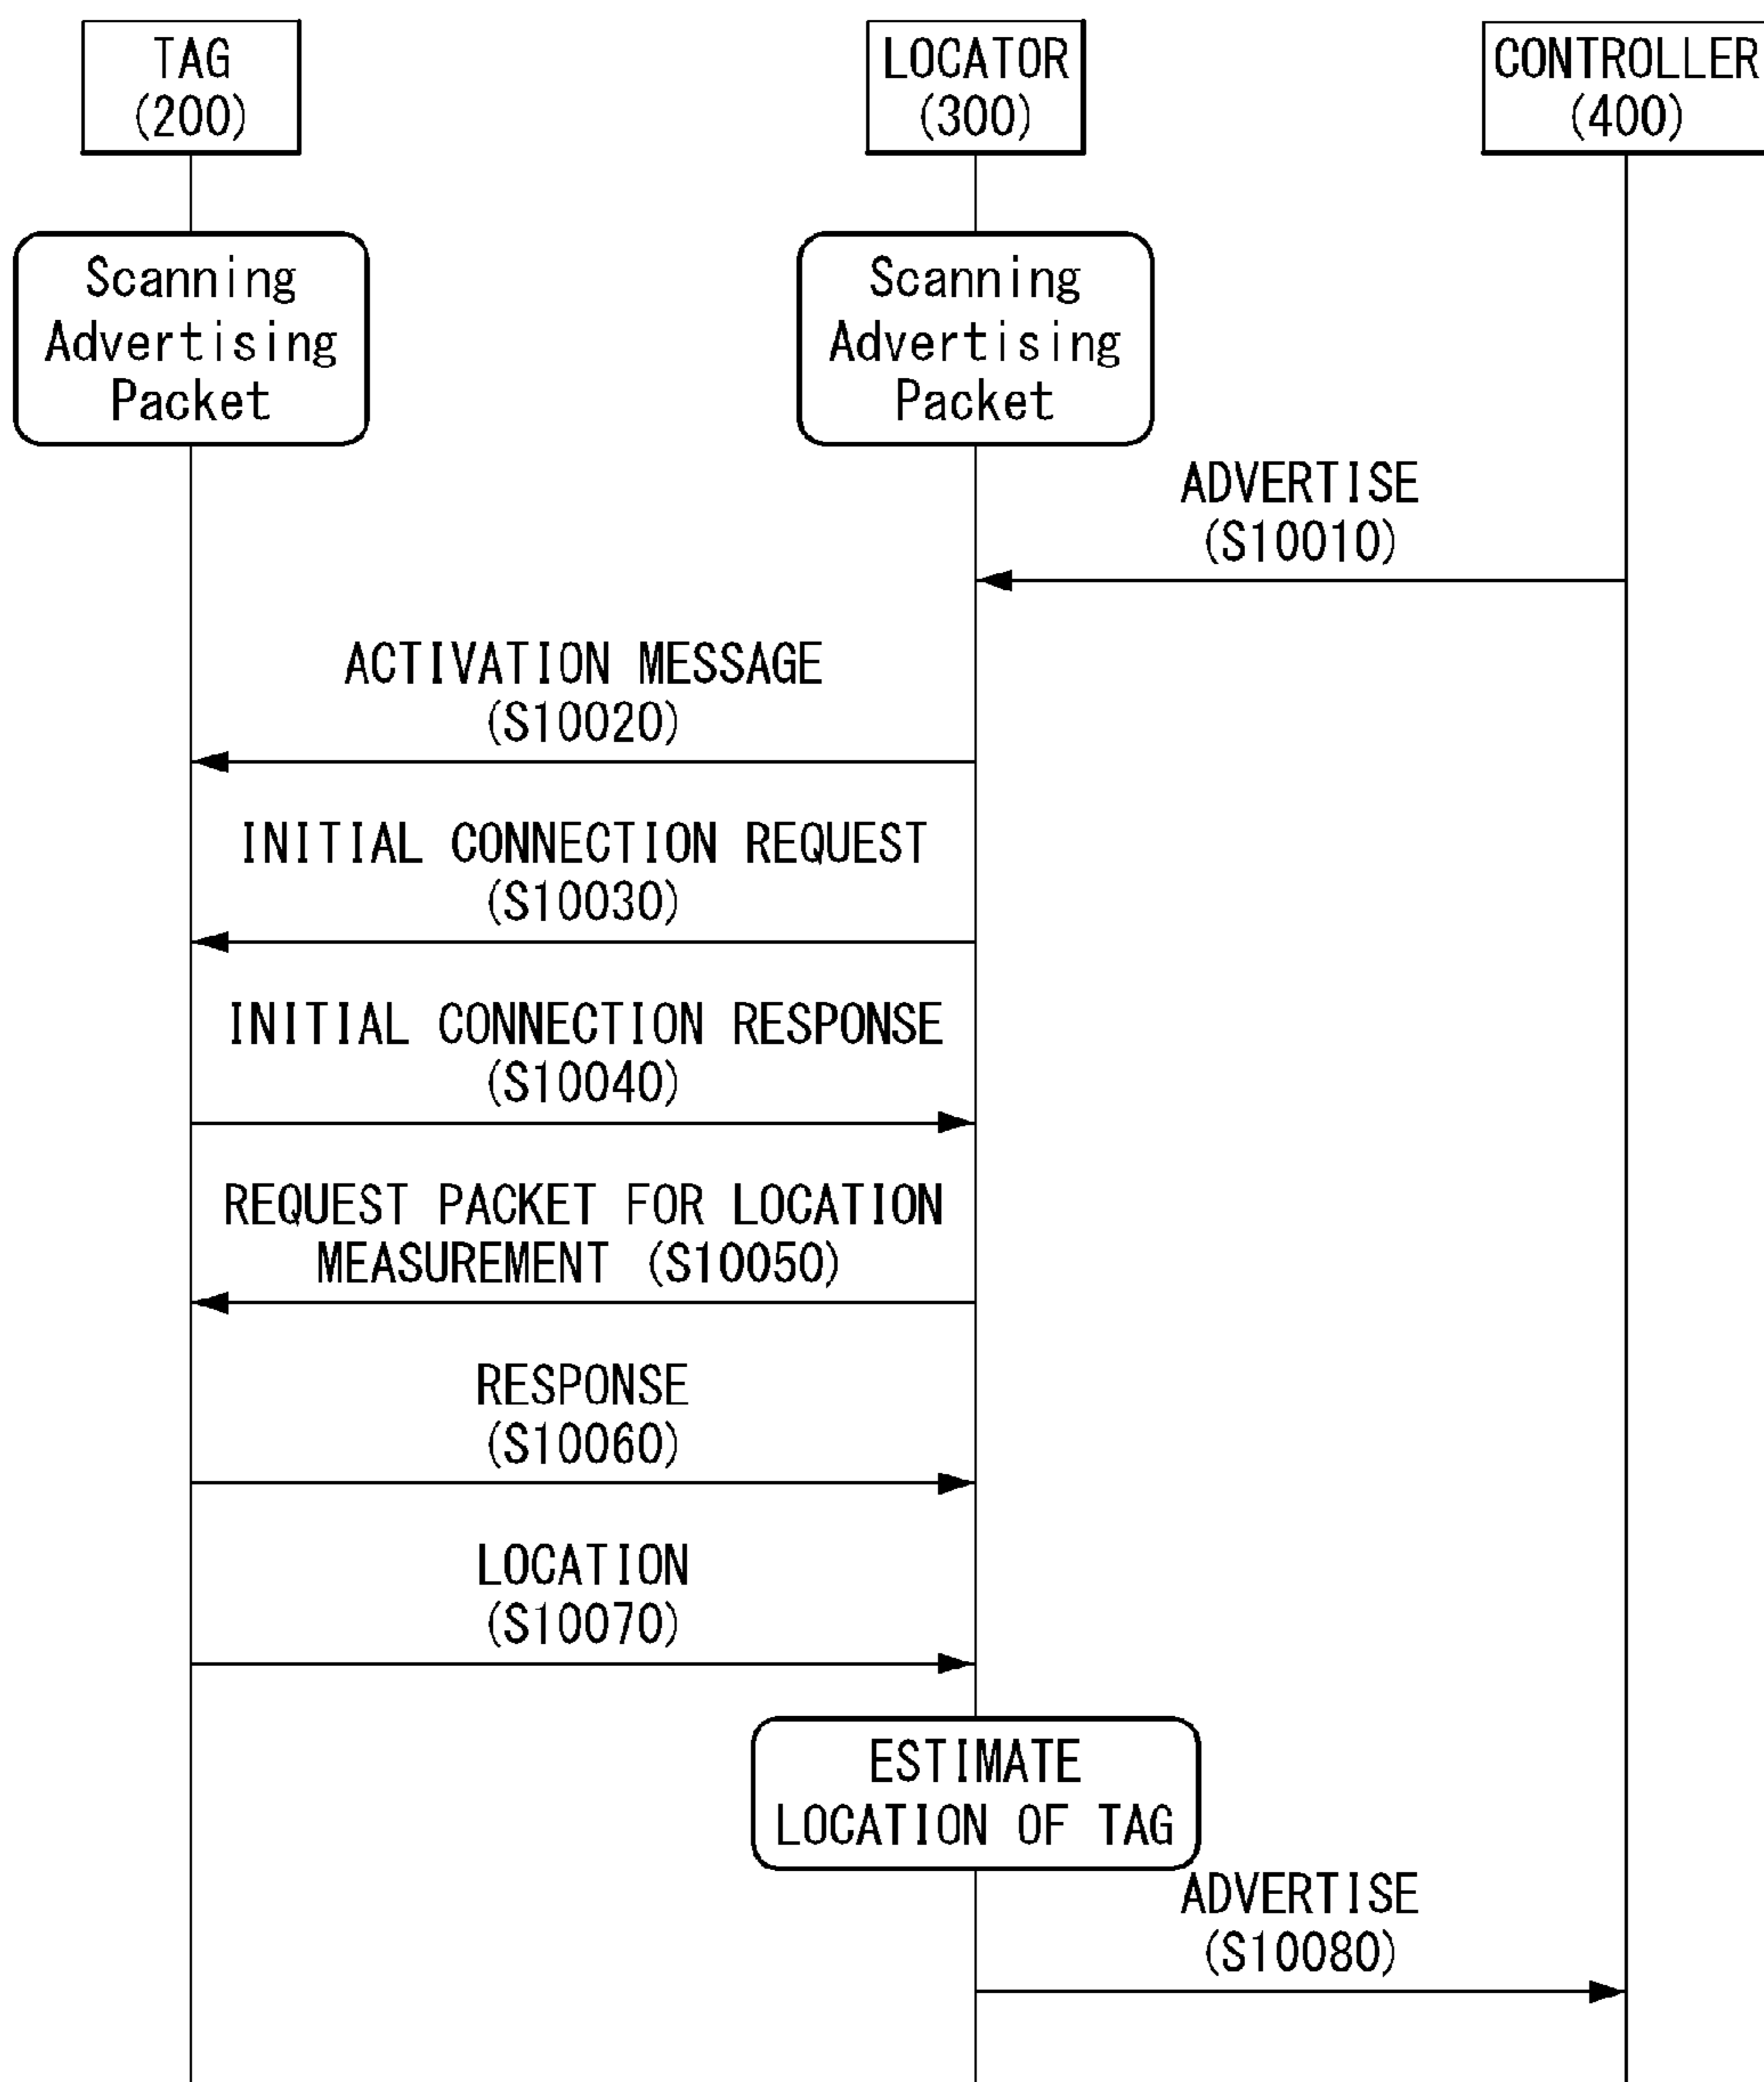 TAG
(200)
LOCATOR
(300)
CONTROLLER
(400)
Scanning
Advertising
Packet
Scanning
Advertising
Packet
ADVERTISE
(S10010)
ACTIVATION MESSAGE
(S10020)
INITIAL CONNECTION REQUEST
(S10030)
INITIAL CONNECTION RESPONSE
(S10040)
REQUEST PACKET FOR LOCATION
MEASUREMENT (S10050)
RESPONSE
(S10060)
LOCATION
(S10070)
ESTIMATE
LOCATION OF TAG
ADVERTISE
(S10080)